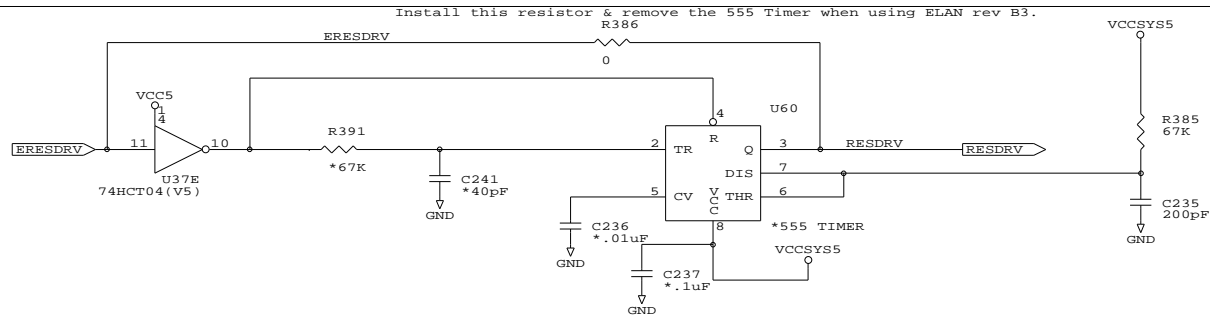 Install this resistor & remove the 555 Timer when using ELAN rev B3.
R386
ERESDRV
0
VCCSYS5
VCC5
1
4
U60
4
R385
67K
ERESDRV
11
10
R391
*67K
2
TR
R
Q
3
RESDRV
RESDRV
DIS
7
U37E
74HCT04(V5)
C241
*40pF
GND
5
CV
VCC
THR
6
C235
200pF
GND
C236
*.01uF
GND
8
*555 TIMER
VCCSYS5
C237
*.1uF
GND